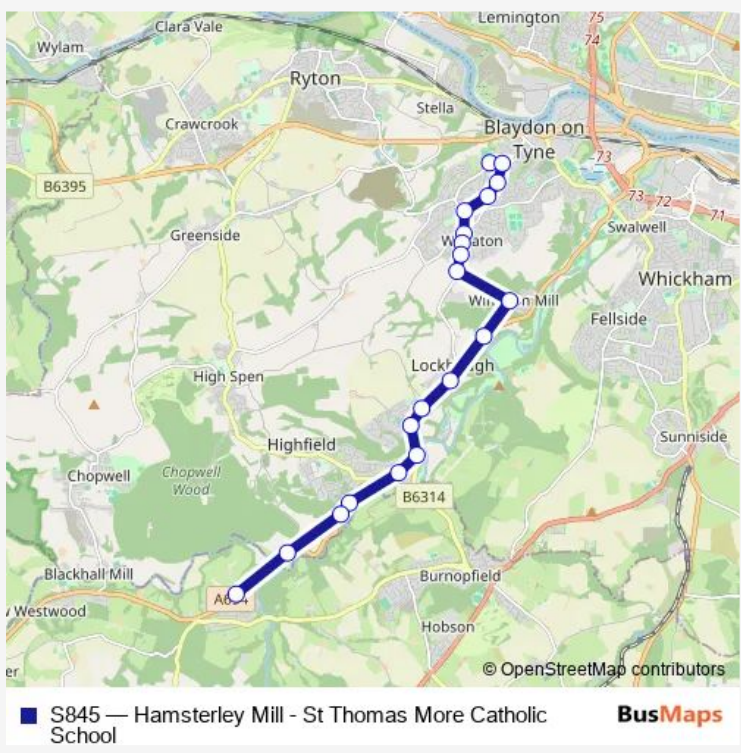 Lemington
75
74
Clara Vale
Wylam
Ryton
Stella
Crawcrook
Blaydon on
Tyne
73
B6395
73
72
71
Greenside
Swalwell
Whickham
Fellside
High Spen
Highfield
Sunniside
Chopwell
Chopwell
Wood
B6314
Blackhall Mill
Burnopfield
Westwood
Hobson
© OpenStreetMap contributors
S845 — Hamsterley Mill - St Thomas More Catholic
School
BusMaps